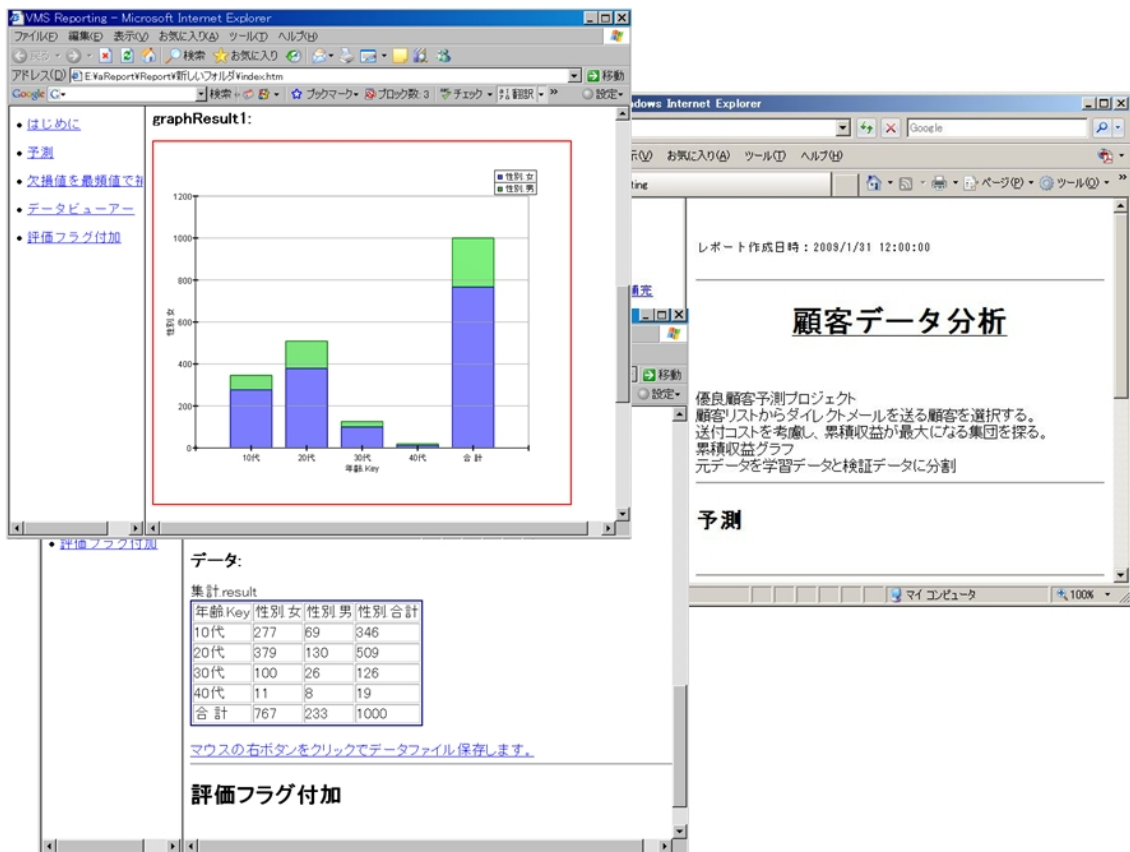 VMS Reporting - Microsoft Internet Explorer
ファイル(F) 編集(E) 表示(V) お気に入り(A) ツール(T) ヘルプ(H)
戻る 検索 お気に入り
アドレス(D) E:¥aReport¥Report¥新しいフォルダ¥index.htm 移動
Google G 検索 ブックマーク ブロック数: 3 チェック 翻訳 » 設定
はじめに
予測
欠損値を最頻値で補
データビューアー
評価フラグ付加
graphResult1:
性別.女
性別.男
1200
1000
800
600
400
200
0
性別.女
10代 20代 30代 40代 合 計
年齢.Key
移動
設定
評価フラグ付加
データ:
集計.result
年齢.Key 性別.女 性別.男 性別.合計
10代 277 69 346
20代 379 130 509
30代 100 26 126
40代 11 8 19
合 計 767 233 1000
マウスの右ボタンをクリックでデータファイル保存します。
評価フラグ付加
ndows Internet Explorer
Google
示(V) お気に入り(A) ツール(T) ヘルプ(H)
ting ページ(P) ツール(O) »
補完
レポート作成日時：2009/1/31 12:00:00
顧客データ分析
優良顧客予測プロジェクト
顧客リストからダイレクトメールを送る顧客を選択する。
送付コストを考慮し、累積収益が最大になる集団を探る。
累積収益グラフ
元データを学習データと検証データに分割
予測
マイ コンピュータ 100%